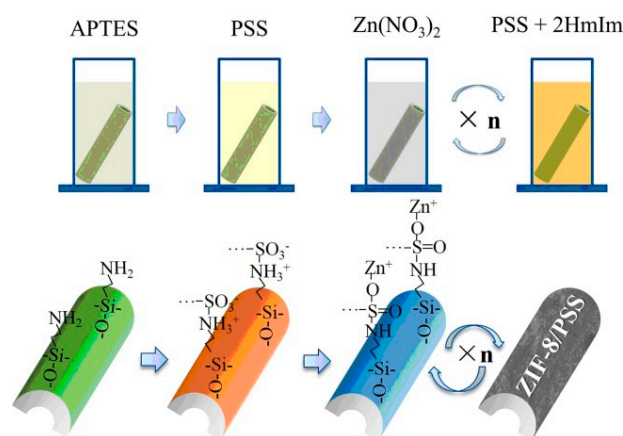 APTES
PSS
Zn(NO₃)₂
PSS + 2HmIm
× n
NH₂
NH₂
-Si-
-Si-
-O-
-O-
SO₃⁻
NH₃⁺
SO₃⁻
NH₃⁺
-Si-
-Si-
-O-
-O-
Zn⁺
O
S=O
NH
Zn⁺
O
S=O
NH
-Si-
-Si-
-O-
-O-
× n
ZIF-8/PSS